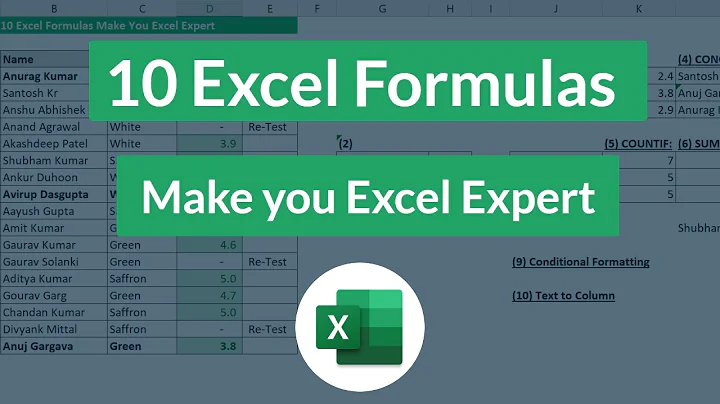 B C D E F G H I J K
10 Excel Formulas Make You Excel Expert
10 Excel Formulas
Make you Excel Expert
Name
(4) CONC
Anurag Kumar 2.4 Santosh
Santosh Kr 3.8 Anuj Gar
Anshu Abhishek 2.9 Anurag
Anand Agrawal White - Re-Test
Akashdeep Patel White 3.9 (2) (5) COUNTIF: (6) SUM
Shubham Kumar 7
Ankur Duhoon 5
Avirup Dasgupta 5
Aayush Gupta
Amit Kumar Shubhar
Gaurav Kumar Green 4.6
Gaurav Solanki Green - Re-Test (9) Conditional Formatting
Aditya Kumar Saffron 5.0
Gourav Garg Green 4.7 (10) Text to Column
Chandan Kumar Saffron 5.0
Divyank Mittal Saffron - Re-Test
Anuj Gargava Green 3.8
X